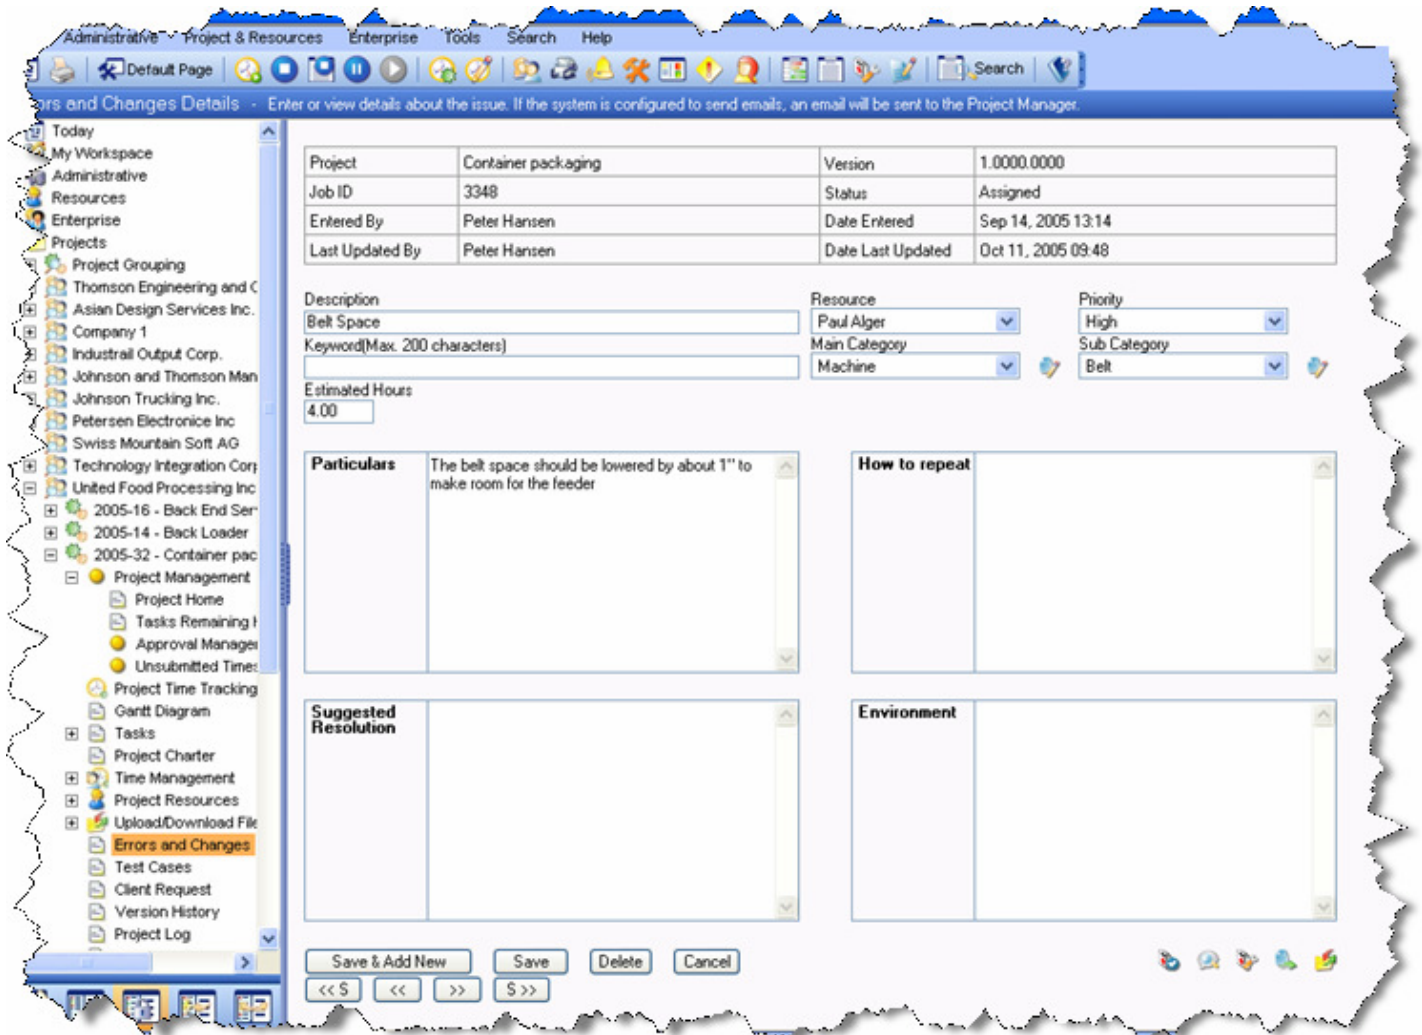 Administrative Project & Resources Enterprise Tools Search Help
Default Page Search
ors and Changes Details - Enter or view details about the issue. If the system is configured to send emails, an email will be sent to the Project Manager.
Today
My Workspace
Administrative
Resources
Enterprise
Projects
Project Grouping
Thomson Engineering and C
Asian Design Services Inc.
Company 1
Industrail Output Corp.
Johnson and Thomson Man
Johnson Trucking Inc.
Petersen Electronice Inc
Swiss Mountain Soft AG
Technology Integration Corp
United Food Processing Inc
2005-16 - Back End Ser
2005-14 - Back Loader
2005-32 - Container pac
Project Management
Project Home
Tasks Remaining H
Approval Manager
Unsubmitted Times
Project Time Tracking
Gantt Diagram
Tasks
Project Charter
Time Management
Project Resources
Upload/Download File
Errors and Changes
Test Cases
Client Request
Version History
Project Log
Project Container packaging Version 1.0000.0000
Job ID 3348 Status Assigned
Entered By Peter Hansen Date Entered Sep 14, 2005 13:14
Last Updated By Peter Hansen Date Last Updated Oct 11, 2005 09:48
Description Resource Priority
Belt Space Paul Alger High
Keyword(Max. 200 characters) Main Category Sub Category
Machine Belt
Estimated Hours
4.00
Particulars The belt space should be lowered by about 1" to
make room for the feeder
How to repeat
Suggested
Resolution
Environment
Save & Add New Save Delete Cancel
<< S << >> S >>